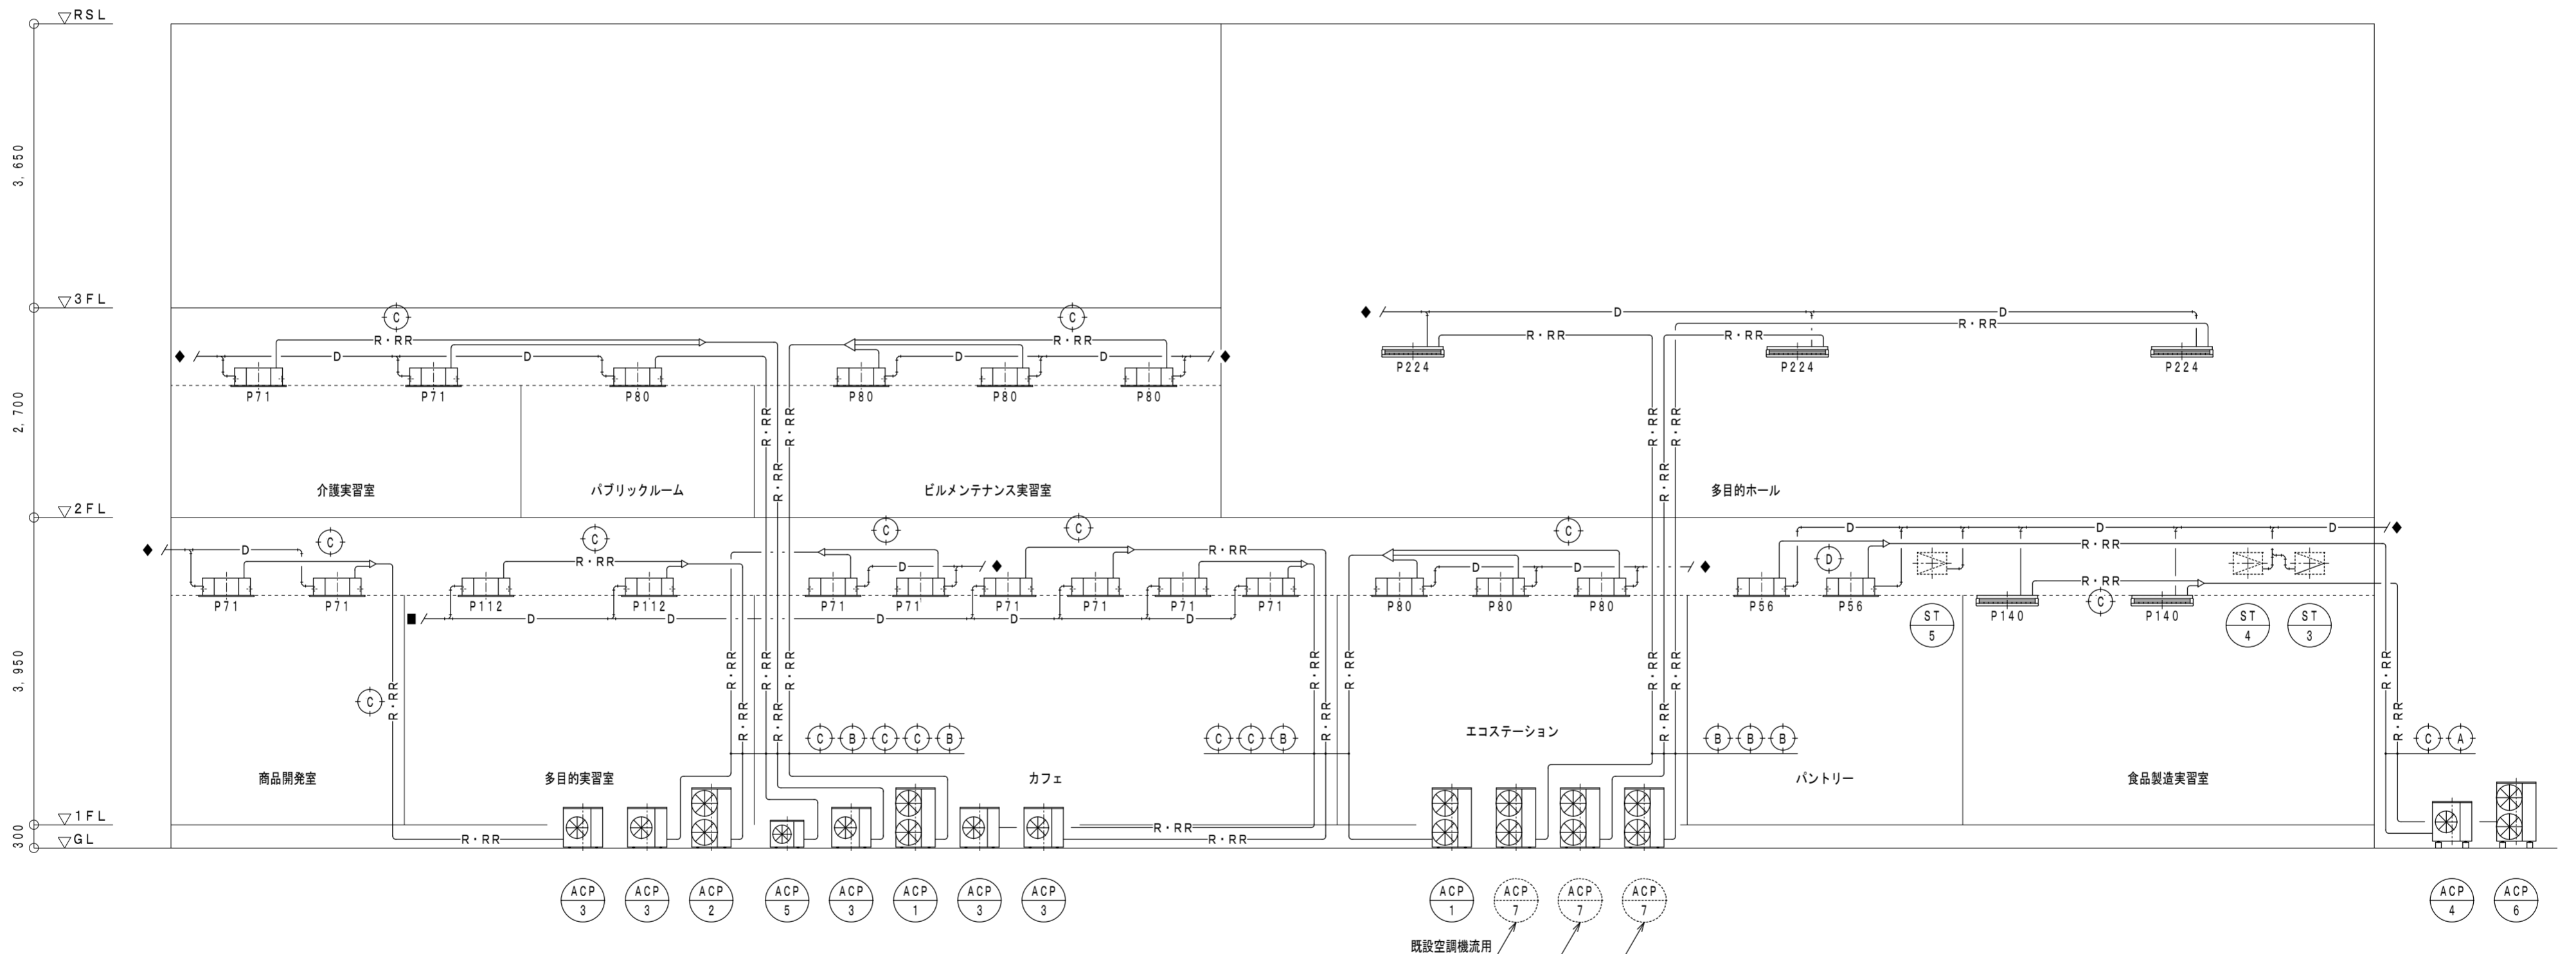 RSL
3,650
3FL
C
C
D
D
R・RR
R・RR
R・RR
R・RR
R・RR
D
D
D
D
P224
P224
P224
P71
P71
P80
P80
P80
P80
2,700
R・RR
R・RR
R・RR
R・RR
R・RR
R・RR
介護実習室
パブリックルーム
ビルメンテナンス実習室
多目的ホール
2FL
C
C
C
C
C
D
D
D
D
R・RR
R・RR
R・RR
D
D
D
D
R・RR
C
P71
P71
P112
P112
P71
P71
P71
P71
P71
P71
P80
P80
P80
P56
P56
P140
P140
D
D
D
D
D
ST
5
ST
4
ST
3
3,950
C
R・RR
R・RR
R・RR
R・RR
R・RR
R・RR
R・RR
R・RR
R・RR
R・RR
R・RR
R・RR
R・RR
R・RR
エコステーション
C B C C B
C C B
B B B
C A
商品開発室
多目的実習室
カフェ
パントリー
食品製造実習室
1FL
300
GL
R・RR
R・RR
R・RR
ACP
3
ACP
3
ACP
2
ACP
5
ACP
3
ACP
1
ACP
3
ACP
3
ACP
1
ACP
7
ACP
7
ACP
7
ACP
4
ACP
6
既設空調機流用